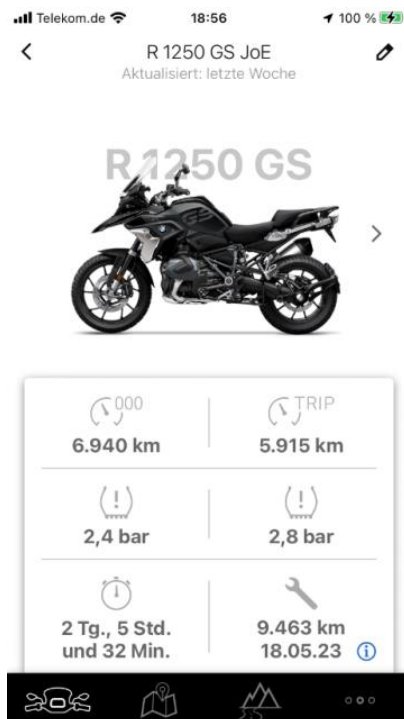 Telekom.de 18:56 100 %
R 1250 GS JoE
Aktualisiert: letzte Woche
R 1250 GS
000 TRIP
6.940 km 5.915 km
2,4 bar 2,8 bar
2 Tg., 5 Std. 9.463 km
und 32 Min. 18.05.23